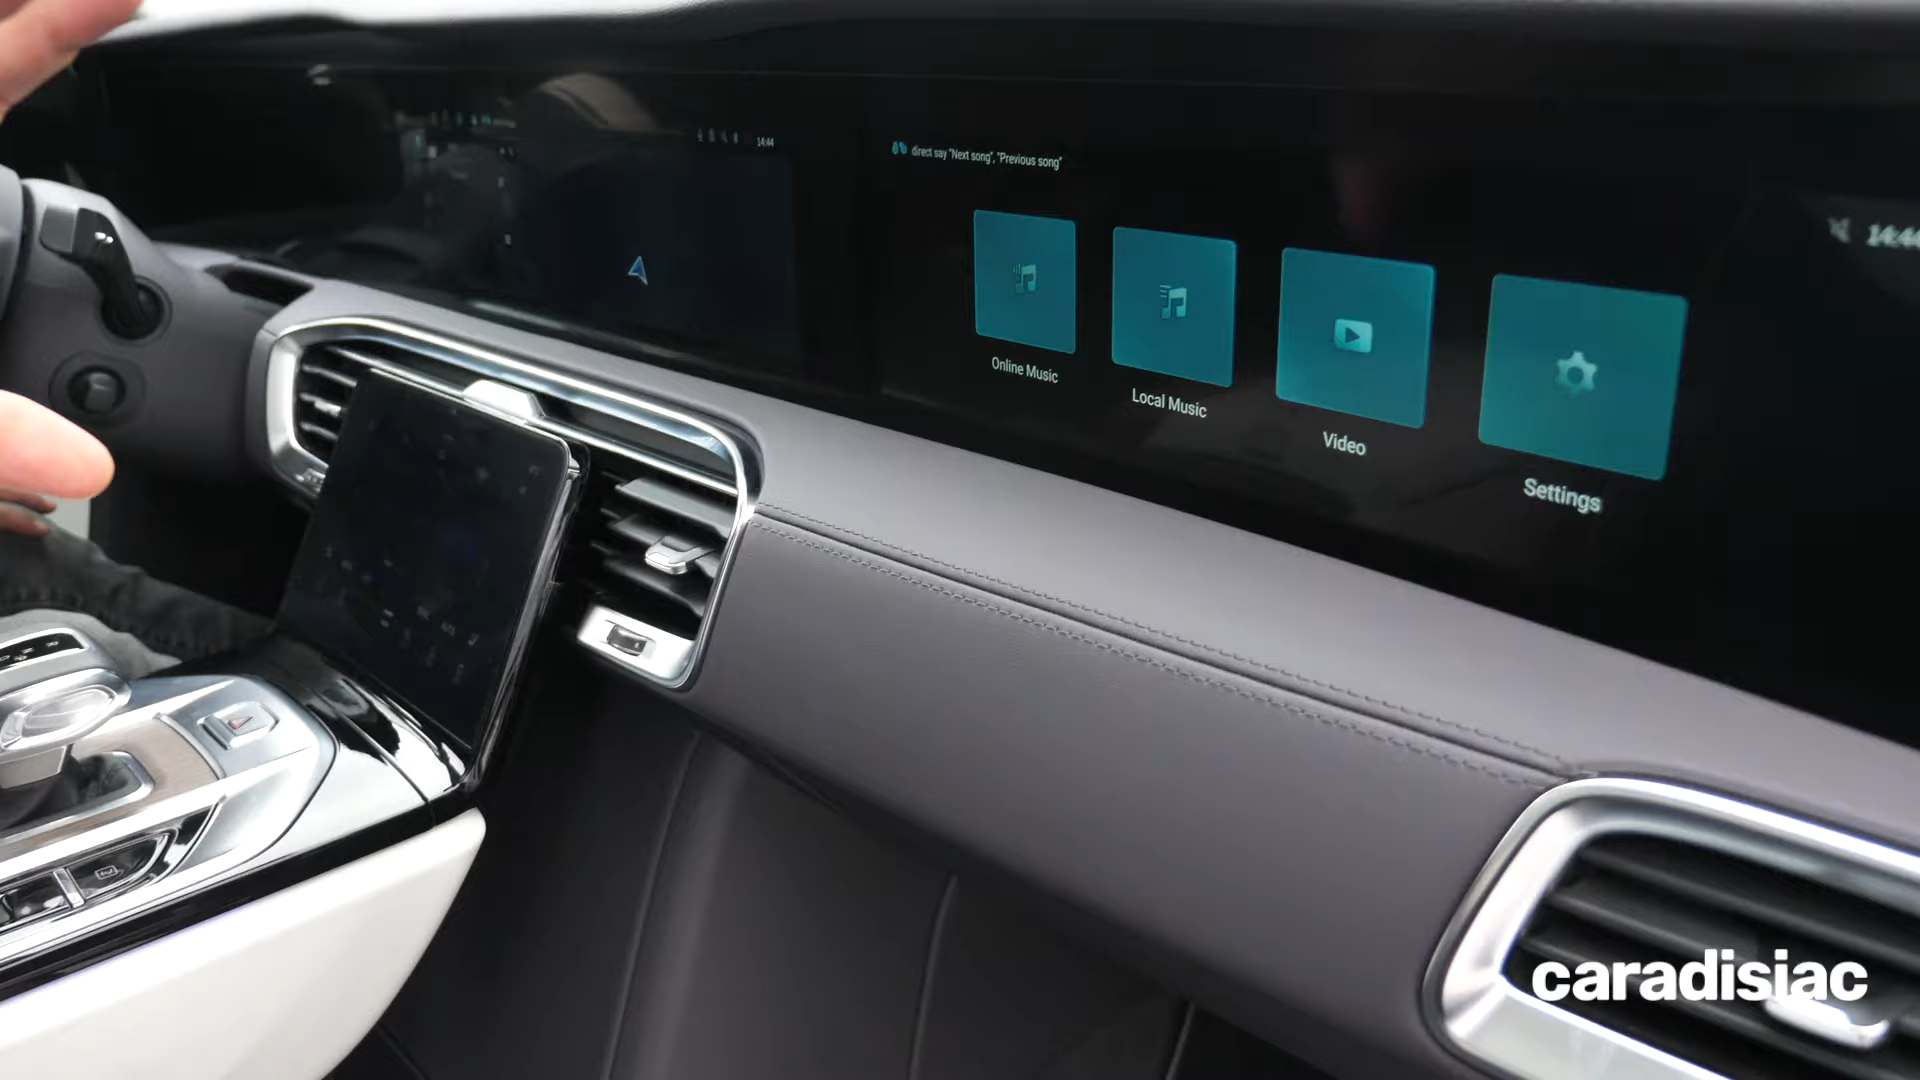 14:44
direct say "Next song", "Previous song"
14:44
Online Music
Local Music
Video
Settings
caradisiac